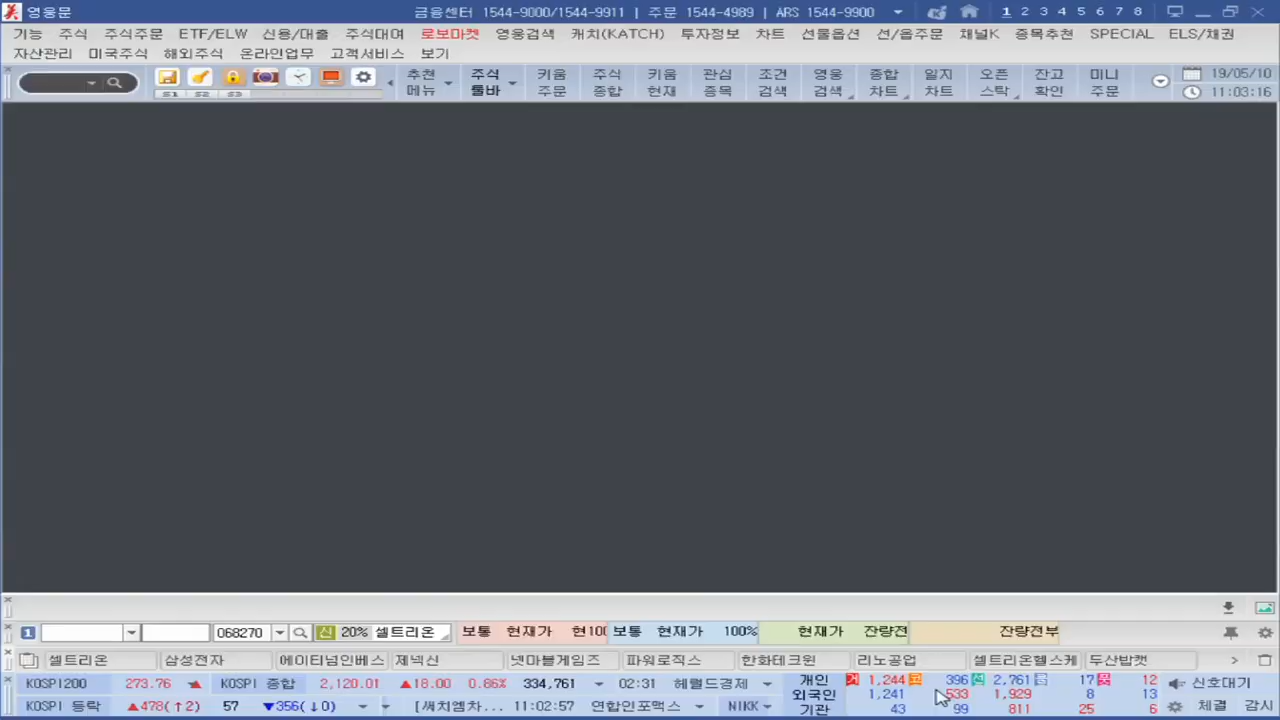 영웅문 금융센터 1544-9000/1544-9911 | 주문 1544-4989 | ARS 1544-9900 1 2 3 4 5 6 7 8
기능 주식 주식주문 ETF/ELW 신용/대출 주식대여 로보마켓 영웅검색 캐치(KATCH) 투자정보 차트 선물옵션 선/옵주문 채널K 종목추천 SPECIAL ELS/채권
자산관리 미국주식 해외주식 온라인업무 고객서비스 보기
추천 주식 키움 주식 키움 관심 조건 영웅 종합 일지 오픈 잔고 미니 19/05/10
메뉴 툴바 주문 종합 현재 종목 검색 검색 차트 차트 스탁 확인 주문 11:03:16
1 068270 신 20% 셀트리온 보통 현재가 현100 보통 현재가 100% 현재가 잔량전 잔량전부
셀트리온 삼성전자 에이티넘인베스 제넥신 넷마블게임즈 파워로직스 한화테크윈 리노공업 셀트리온헬스케 두산밥캣
KOSPI200 273.76 ▲ KOSPI 종합 2,120.01 ▲18.00 0.86% 334,761 02:31 헤럴드경제 개인 1,244 396 2,761 17 12 신호대기
외국인 1,241 533 1,929 8 13
KOSPI 등락 ▲478(↑2) 57 ▼356(↓0) 11:02:57 연합인포맥스 NIKK 기관 43 99 811 25 6 체결 감시